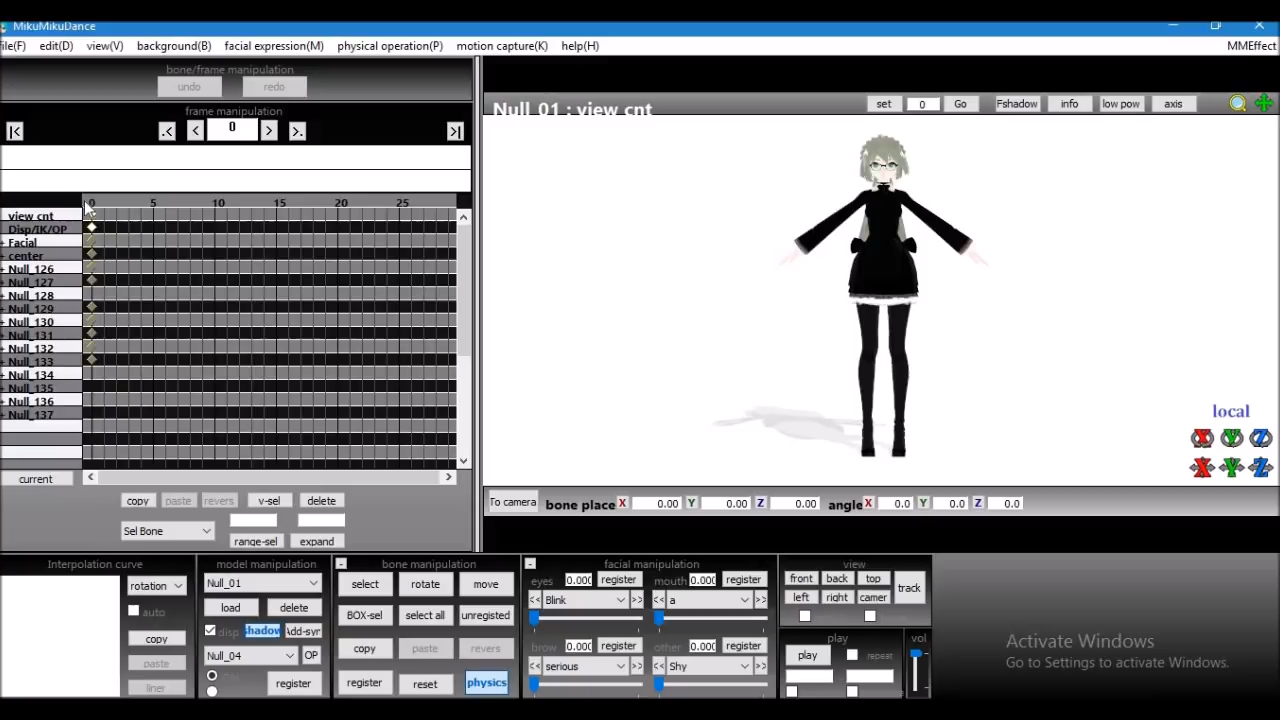 MikuMikuDance
ile(F) edit(D) view(V) background(B) facial expression(M) physical operation(P) motion capture(K) help(H) MMEffect
bone/frame manipulation
undo redo
frame manipulation
|< .< < 0 > >. >|
Null_01 : view cnt
set 0 Go Fshadow info low pow axis
0 5 10 15 20 25
view cnt
Disp/IK/OP
+ Facial
+ center
+ Null_126
+ Null_127
+ Null_128
+ Null_129
+ Null_130
+ Null_131
+ Null_132
+ Null_133
+ Null_134
+ Null_135
+ Null_136
+ Null_137
local
X Y Z
X Y Z
current < >
copy paste revers v-sel delete
Sel Bone
range-sel expand
To camera bone place X 0.00 Y 0.00 Z 0.00 angle X 0.0 Y 0.0 Z 0.0
Interpolation curve
rotation
auto
copy
paste
liner
model manipulation
Null_01
load delete
disp shadow Add-syn
Null_04 OP
register
- bone manipulation
select rotate move
BOX-sel select all unregisted
copy paste revers
register reset physics
- facial manipulation
eyes 0.000 register mouth 0.000 register
<< Blink >> << a >>
brow 0.000 register other 0.000 register
<< serious >> << Shy >>
view
front back top
left right camer track
play
play repeat
vol
Activate Windows
Go to Settings to activate Windows.